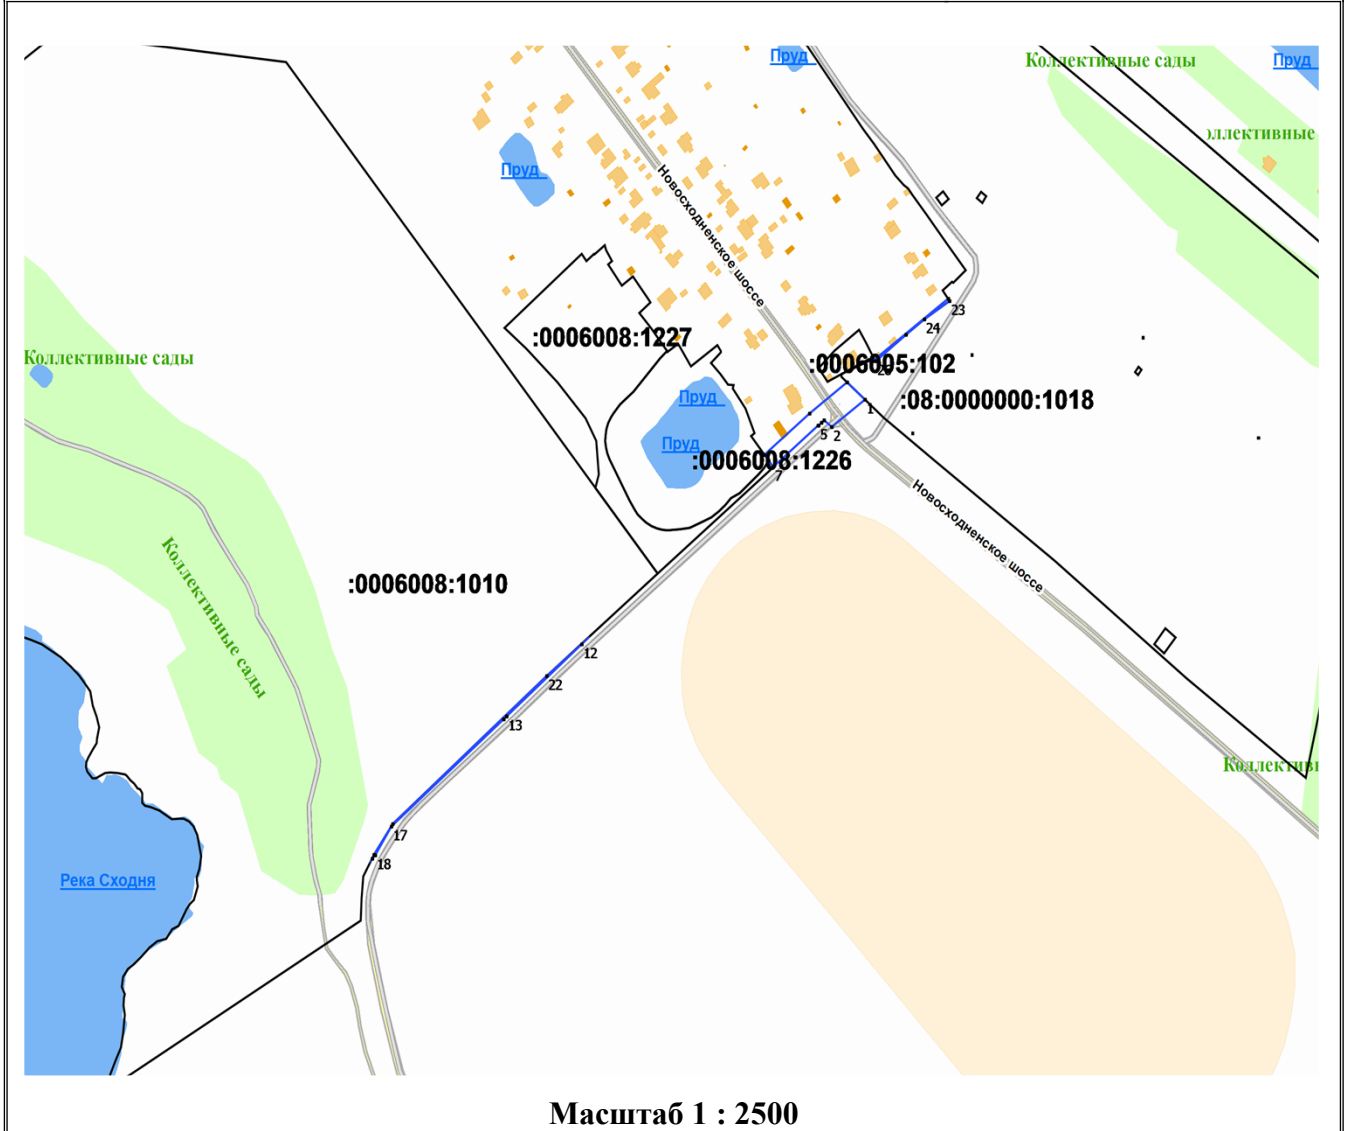 Пруд
Коллективные сады
Пруд
оллективные
Пруд
Новосходненское шоссе
23
24
:0006008:1227
:0006005:102
Коллективные сады
Пруд
:08:0000000:1018
1
5
2
Пруд
:0006008:1226
7
Новосходненское шоссе
Коллективные сады
:0006008:1010
12
22
13
Коллективн
17
18
Река Сходня
Масштаб 1 : 2500